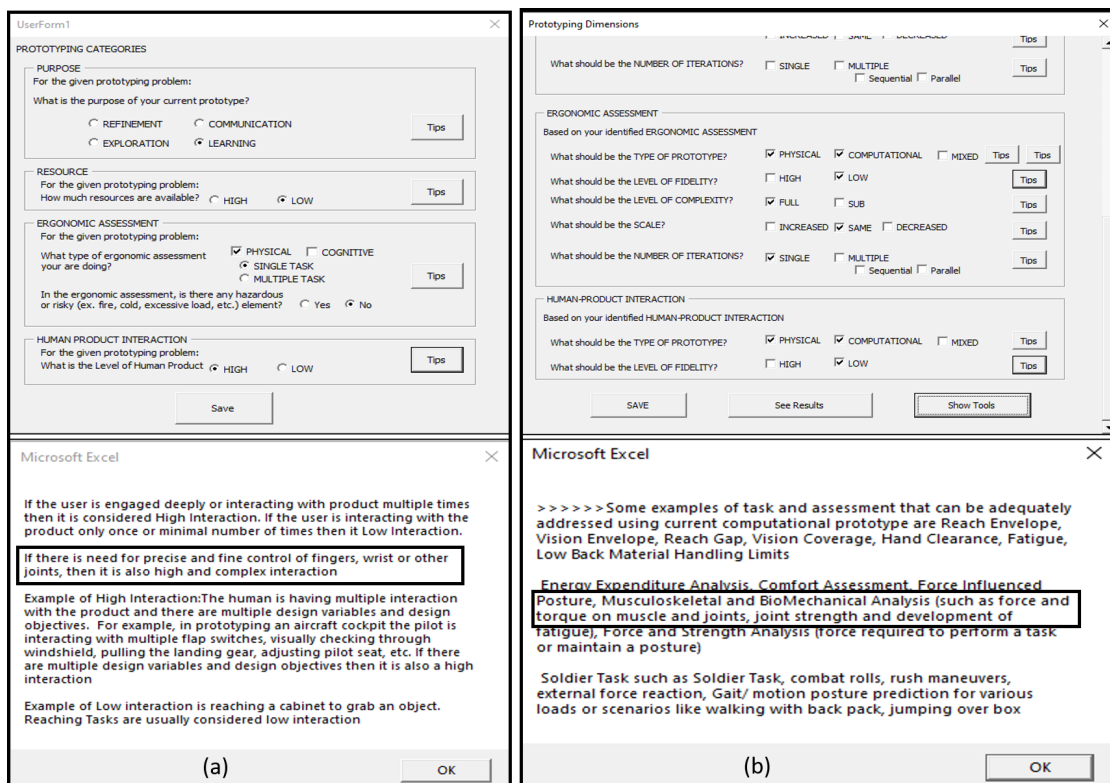 UserForm1
PROTOTYPING CATEGORIES
PURPOSE
For the given prototyping problem:
What is the purpose of your current prototype?
REFINEMENT COMMUNICATION
EXPLORATION LEARNING
Tips
RESOURCE
For the given prototyping problem:
How much resources are available? HIGH LOW
Tips
ERGONOMIC ASSESSMENT
For the given prototyping problem:
What type of ergonomic assessment
your are doing?
PHYSICAL COGNITIVE
SINGLE TASK
MULTIPLE TASK
Tips
In the ergonomic assessment, is there any hazardous
or risky (ex. fire, cold, excessive load, etc.) element? Yes No
HUMAN PRODUCT INTERACTION
For the given prototyping problem:
What is the Level of Human Product HIGH LOW
Tips
Save
Microsoft Excel
If the user is engaged deeply or interacting with product multiple times
then it is considered High Interaction. If the user is interacting with the
product only once or minimal number of times then it Low Interaction.
If there is need for precise and fine control of fingers, wrist or other
joints, then it is also high and complex interaction
Example of High Interaction:The human is having multiple interaction
with the product and there are multiple design variables and design
objectives. For example, in prototyping an aircraft cockpit the pilot is
interacting with multiple flap switches, visually checking through
windshield, pulling the landing gear, adjusting pilot seat, etc. If there
are multiple design variables and design objectives then it is also a high
interaction
Example of Low interaction is reaching a cabinet to grab an object.
Reaching Tasks are usually considered low interaction
(a)
OK
Prototyping Dimensions
INCREASED SAME DECREASED
Tips
What should be the NUMBER OF ITERATIONS? SINGLE MULTIPLE
Sequential Parallel
Tips
ERGONOMIC ASSESSMENT
Based on your identified ERGONOMIC ASSESSMENT
What should be the TYPE OF PROTOTYPE? PHYSICAL COMPUTATIONAL MIXED Tips Tips
What should be the LEVEL OF FIDELITY? HIGH LOW Tips
What should be the LEVEL OF COMPLEXITY? FULL SUB Tips
What should be the SCALE? INCREASED SAME DECREASED Tips
What should be the NUMBER OF ITERATIONS? SINGLE MULTIPLE Tips
Sequential Parallel
HUMAN-PRODUCT INTERACTION
Based on your identified HUMAN-PRODUCT INTERACTION
What should be the TYPE OF PROTOTYPE? PHYSICAL COMPUTATIONAL MIXED Tips
What should be the LEVEL OF FIDELITY? HIGH LOW Tips
SAVE See Results Show Tools
Microsoft Excel
>>>>>>Some examples of task and assessment that can be adequately
addressed using current computational prototype are Reach Envelope,
Vision Envelope, Reach Gap, Vision Coverage, Hand Clearance, Fatigue,
Low Back Material Handling Limits
Energy Expenditure Analysis, Comfort Assessment, Force Influenced
Posture, Musculoskeletal and BioMechanical Analysis (such as force and
torque on muscle and joints, joint strength and development of
fatigue), Force and Strength Analysis (force required to perform a task
or maintain a posture)
Soldier Task such as Soldier Task, combat rolls, rush maneuvers,
external force reaction, Gait/ motion posture prediction for various
loads or scenarios like walking with back pack, jumping over box
(b)
OK